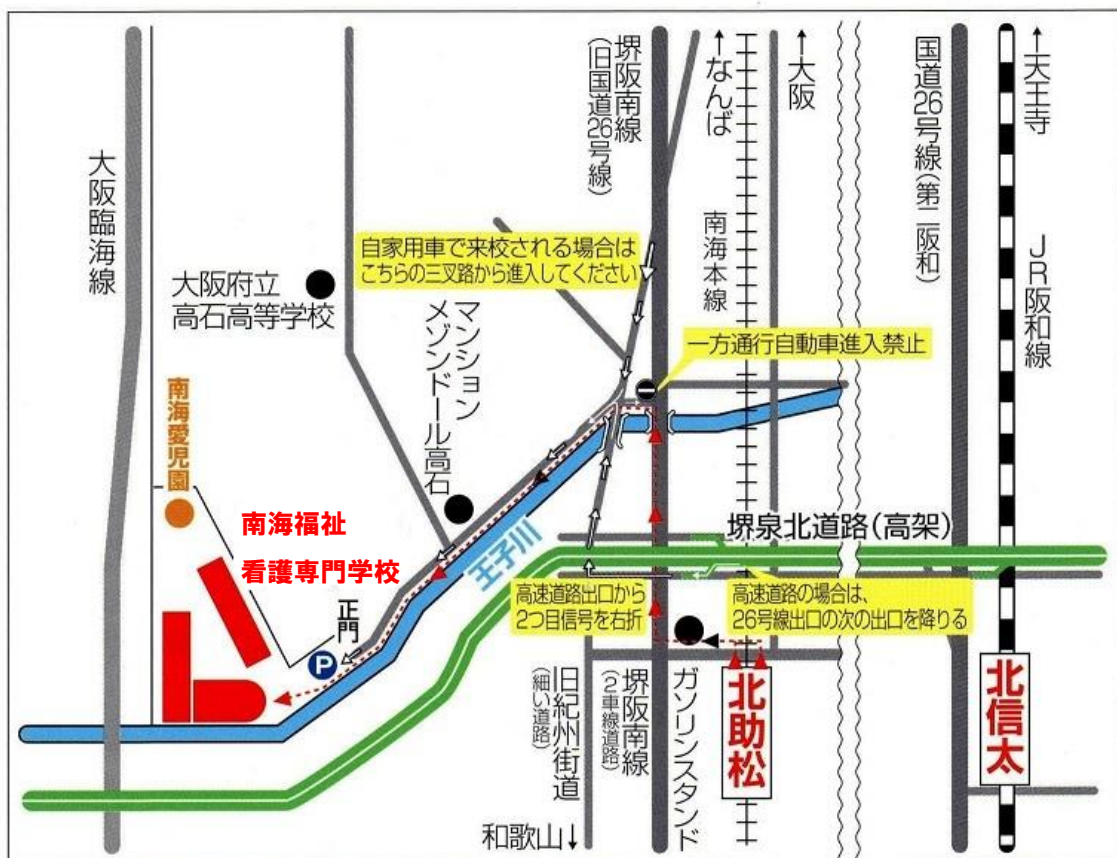 大阪臨海線
堺阪南線
(旧国道26号線)
↑なんば
↑大阪
国道26号線(第二阪和)
↑天王寺
南海本線
JR阪和線
自家用車で来校される場合は
こちらの三叉路から進入してください
大阪府立
高石高等学校
マンション
メゾンドール高石
一方通行自動車進入禁止
南海愛児園
南海福祉
看護専門学校
正門
P
王子川
堺泉北道路(高架)
高速道路出口から
2つ目信号を右折
高速道路の場合は、
26号線出口の次の出口を降りる
旧紀州街道
(細い道路)
堺阪南線
(2車線道路)
ガソリンスタンド
北助松
北信太
和歌山↓